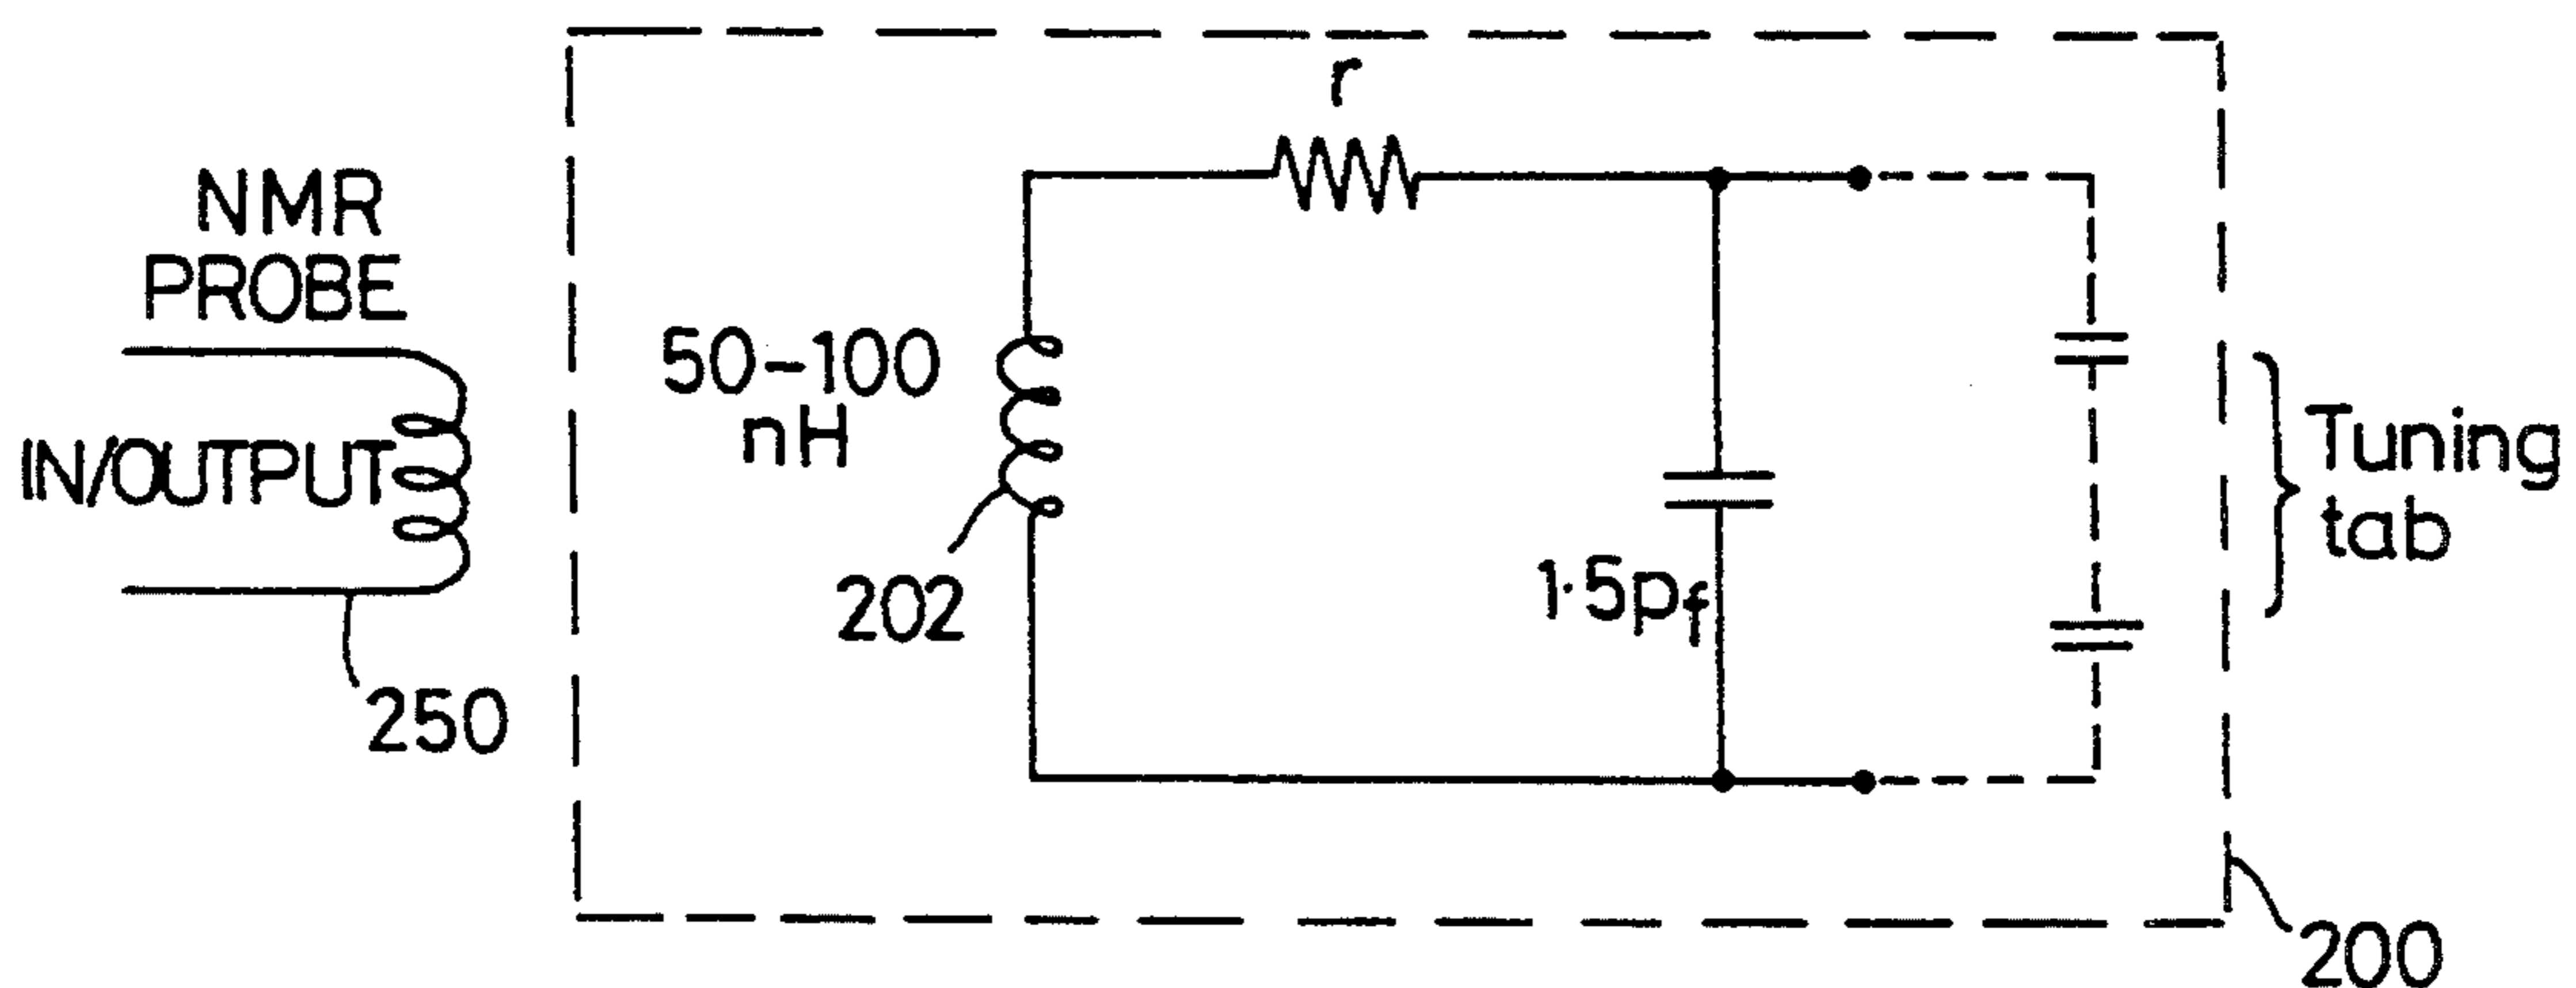 r
NMR
PROBE
IN/OUTPUT
250
50-100
nH
202
1·5pf
Tuning
tab
200